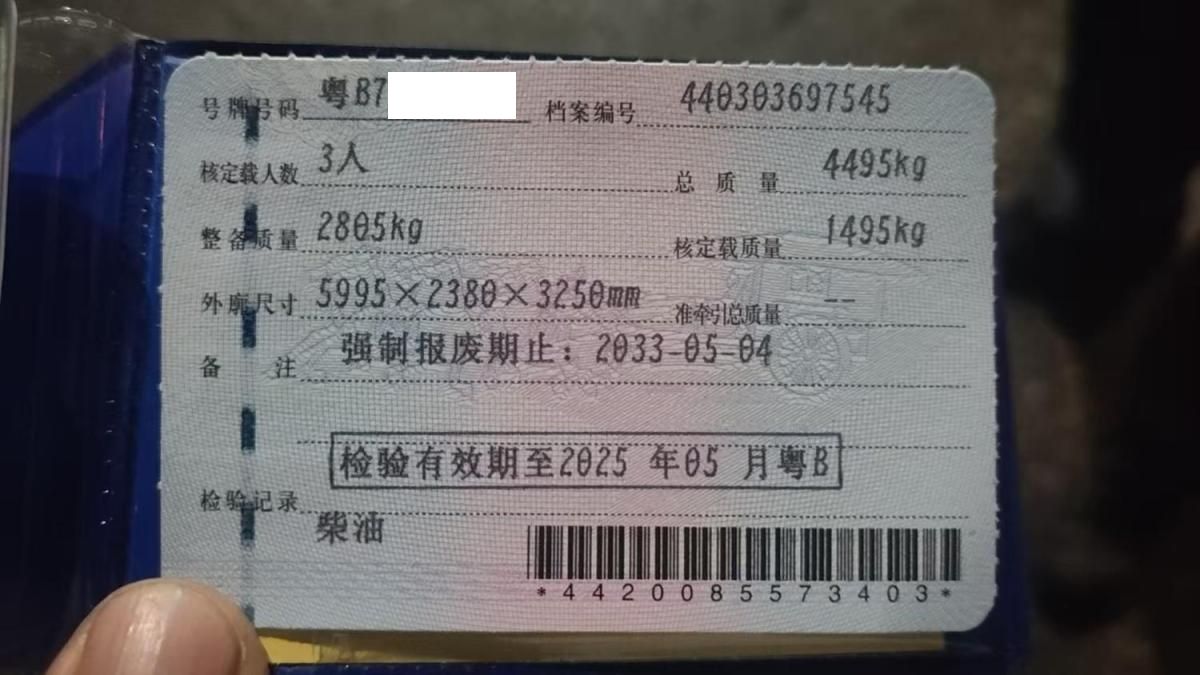 号牌号码 粤B7 档案编号 440303697545
核定载人数 3人 总质量 4495kg
整备质量 2805kg 核定载质量 1495kg
外廓尺寸 5995×2380×3250mm 准牵引总质量 --
备注 强制报废期止：2033-05-04
检验有效期至2025 年05 月粤B
检验记录
柴油
*4420085573403*